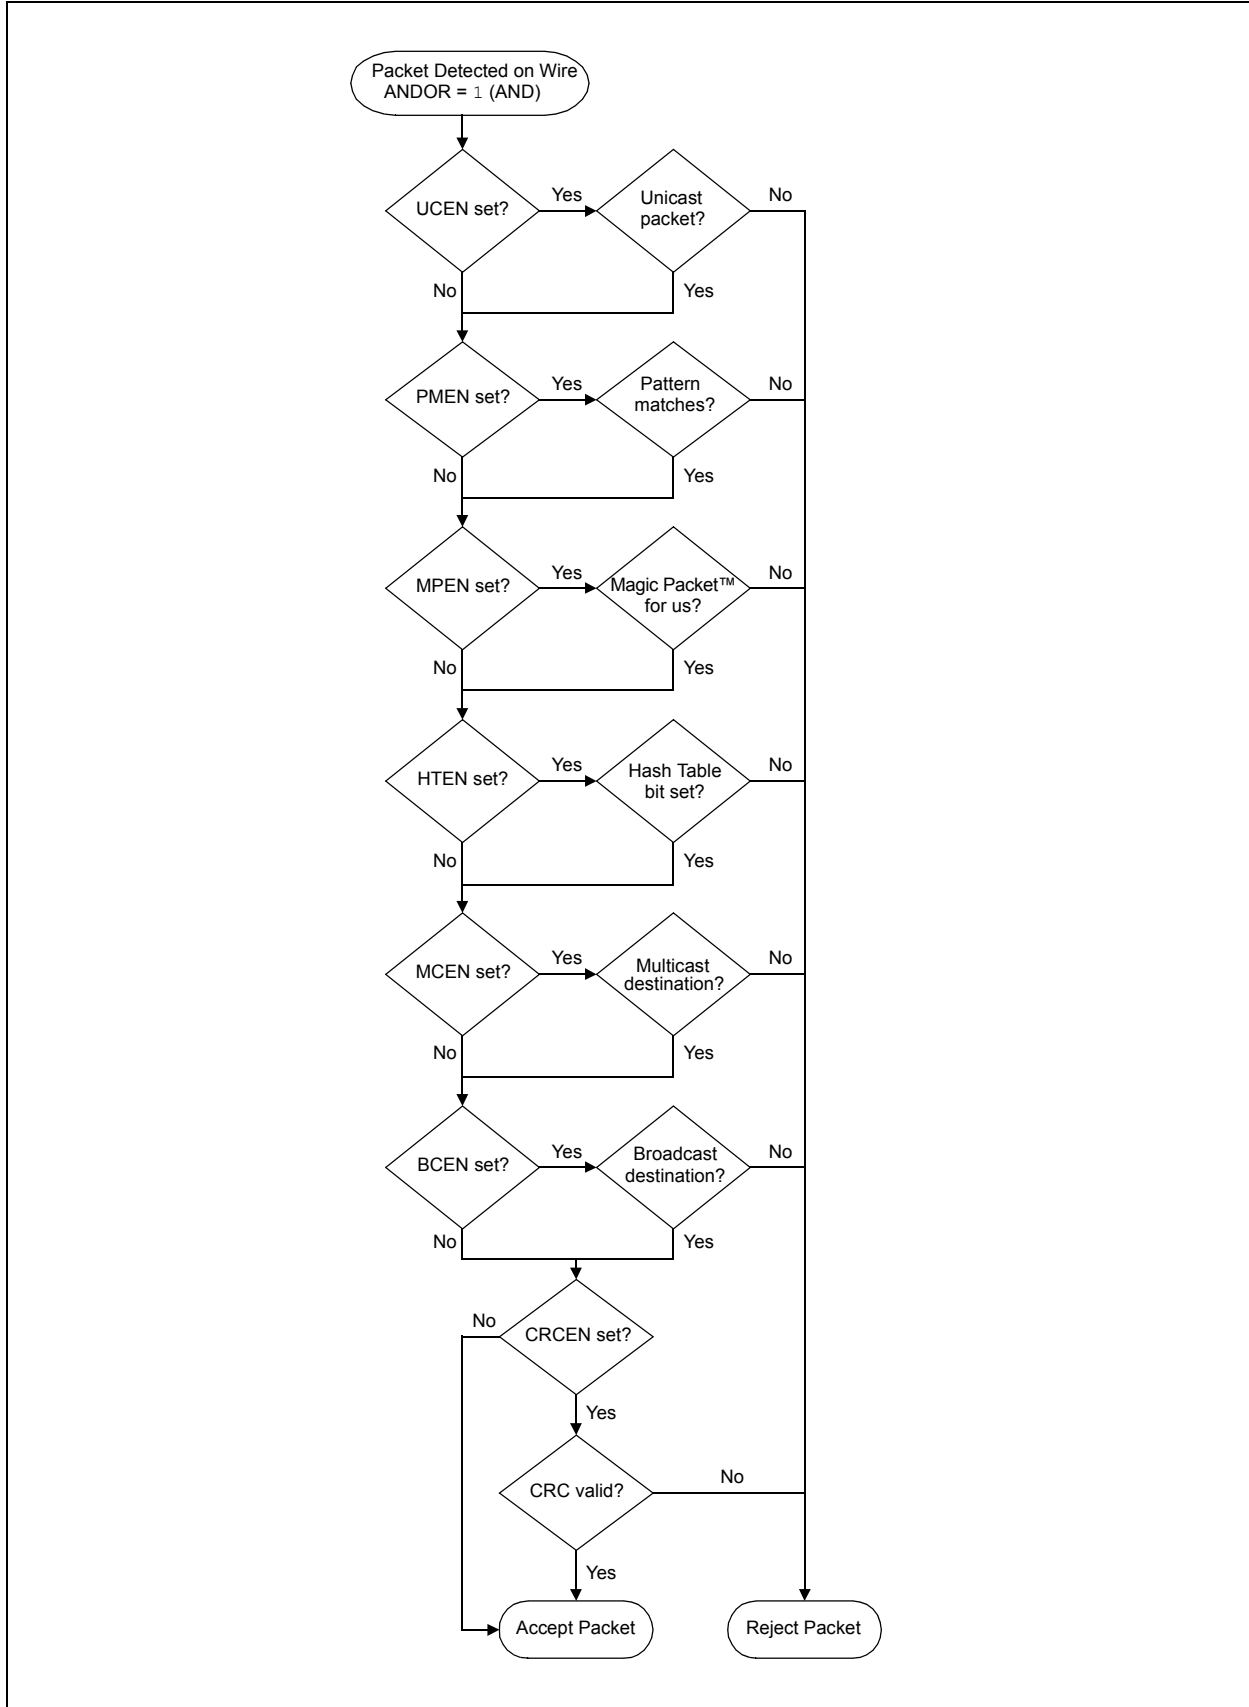 Packet Detected on Wire
ANDOR = 1 (AND)
UCEN set?
Yes
Unicast
packet?
No
No
Yes
PMEN set?
Yes
Pattern
matches?
No
No
Yes
MPEN set?
Yes
Magic Packet™
for us?
No
No
Yes
HTEN set?
Yes
Hash Table
bit set?
No
No
Yes
MCEN set?
Yes
Multicast
destination?
No
No
Yes
BCEN set?
Yes
Broadcast
destination?
No
No
Yes
No
CRCEN set?
Yes
CRC valid?
No
Yes
Accept Packet
Reject Packet